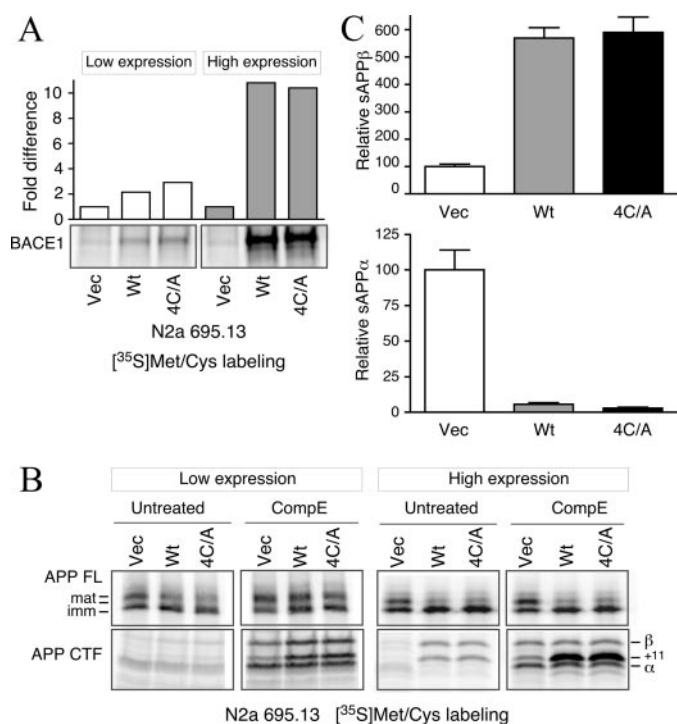 A
Low expression High expression
Fold difference
10
8
6
4
2
0
BACE1
Vec Wt 4C/A Vec Wt 4C/A
N2a 695.13
[³⁵S]Met/Cys labeling
C
Relative sAPPβ
600
500
400
300
200
100
0
Vec Wt 4C/A
Relative sAPPα
125
100
75
50
25
0
Vec Wt 4C/A
B
Low expression High expression
Untreated CompE Untreated CompE
Vec Wt 4C/A Vec Wt 4C/A Vec Wt 4C/A Vec Wt 4C/A
APP FL
mat
imm
APP CTF
β
+11
α
N2a 695.13 [³⁵S]Met/Cys labeling